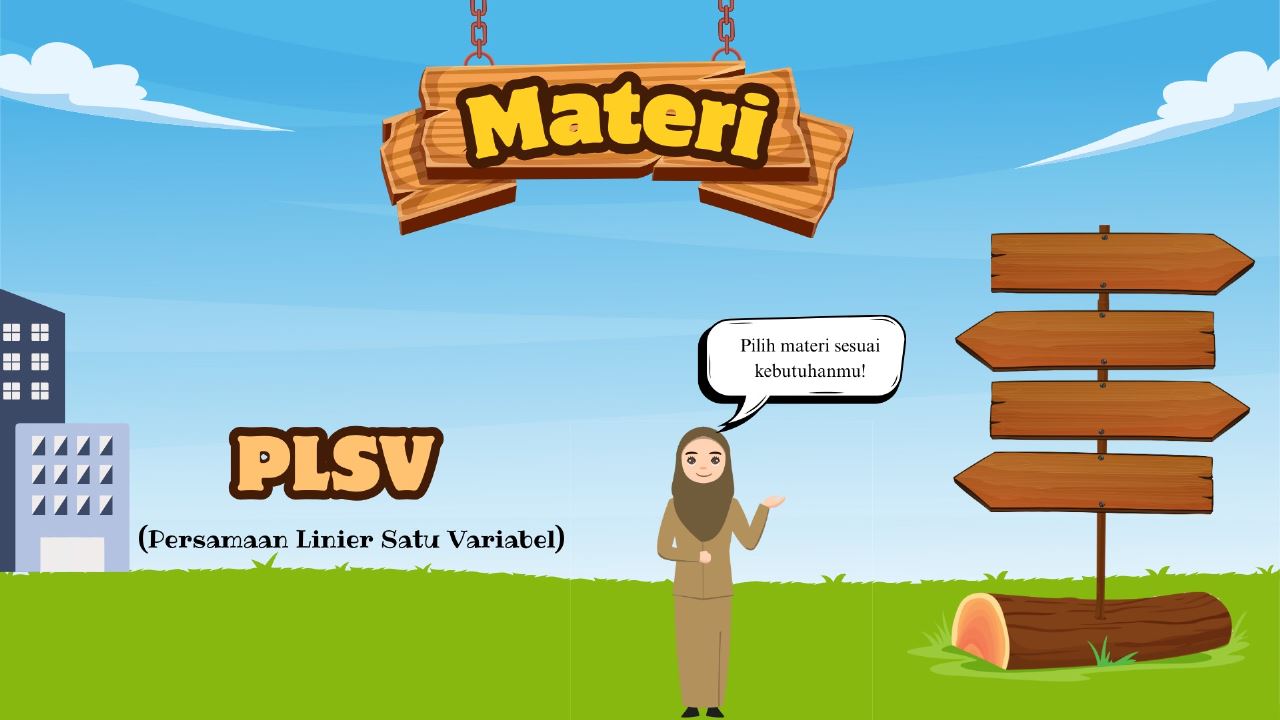 Materi
Pilih materi sesuai
kebutuhanmu!
PLSV
(Persamaan Linier Satu Variabel)